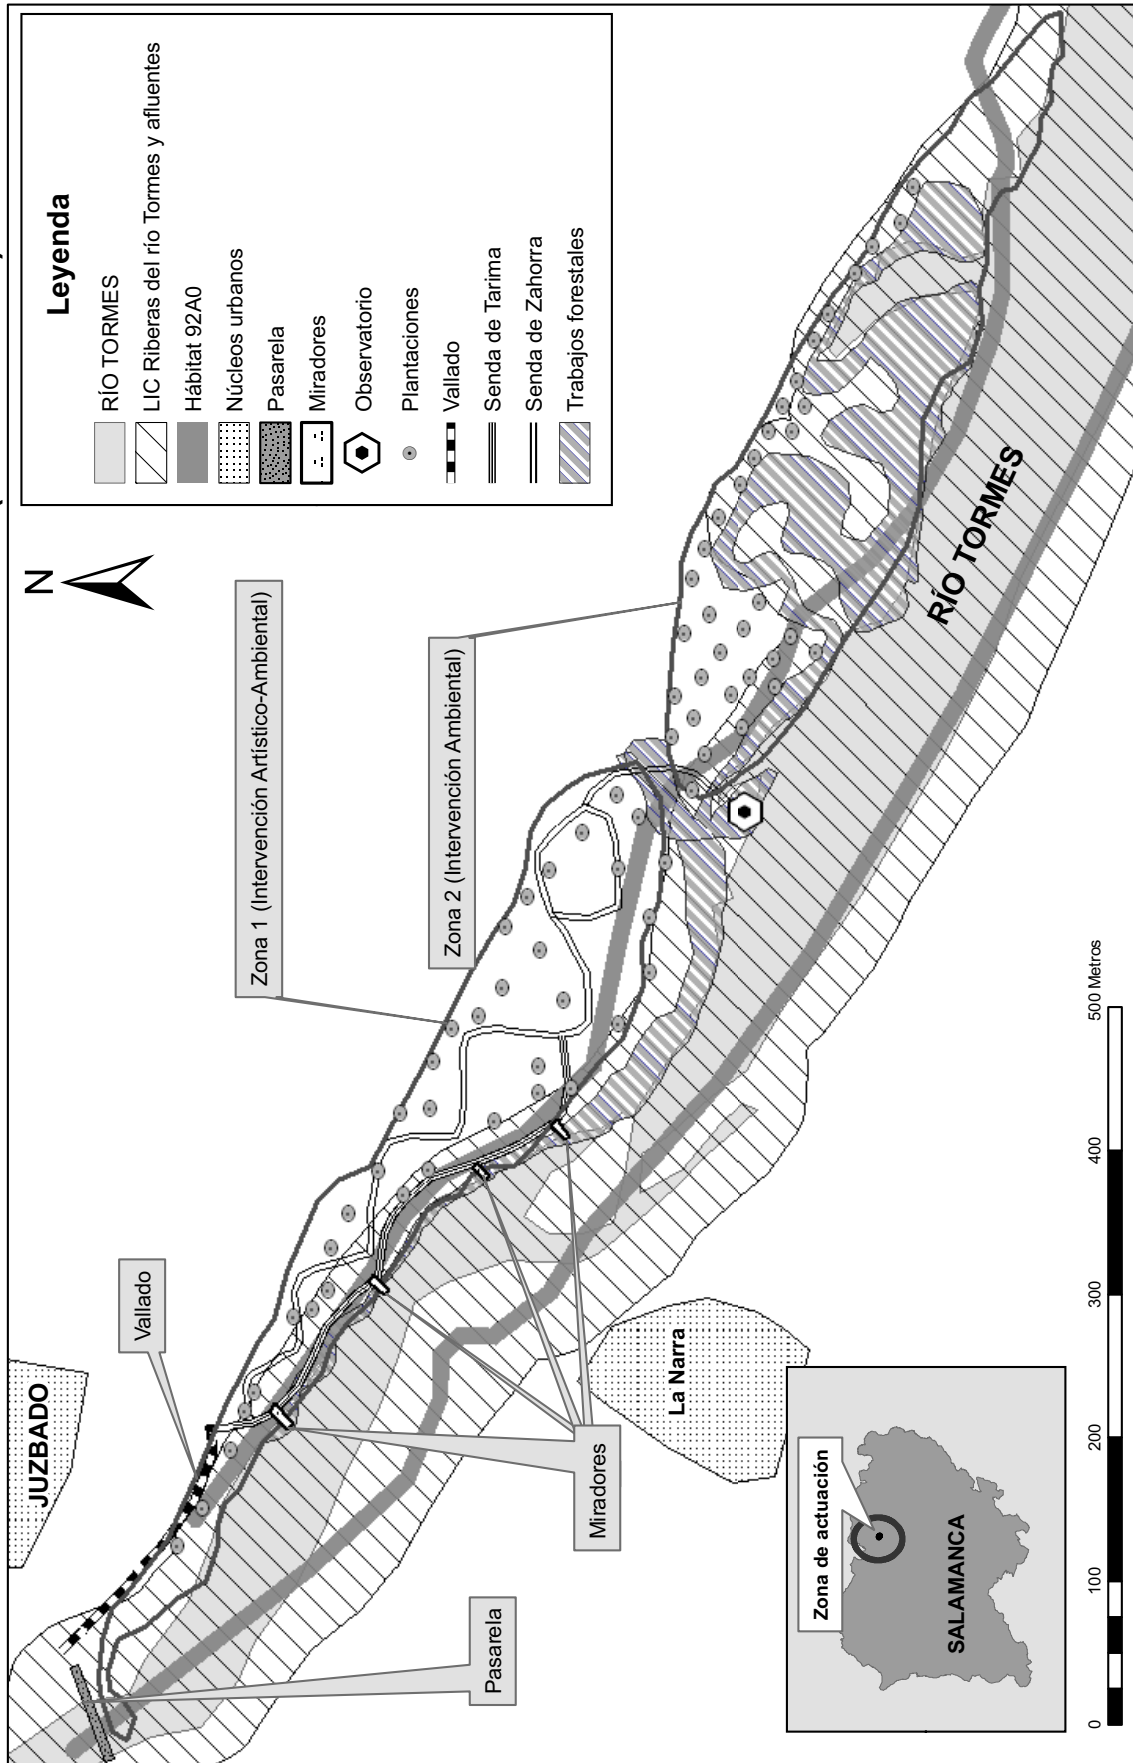 Leyenda
RÍO TORMES
LIC Riberas del río Tormes y afluentes
Hábitat 92A0
Núcleos urbanos
Pasarela
Miradores
Observatorio
Plantaciones
Vallado
Senda de Tarima
Senda de Zahorra
Trabajos forestales
N
Zona 1 (Intervención Artístico-Ambiental)
Zona 2 (Intervención Ambiental)
RÍO TORMES
JUZBADO
Vallado
Pasarela
Miradores
La Narra
Zona de actuación
SALAMANCA
0 100 200 300 400 500 Metros